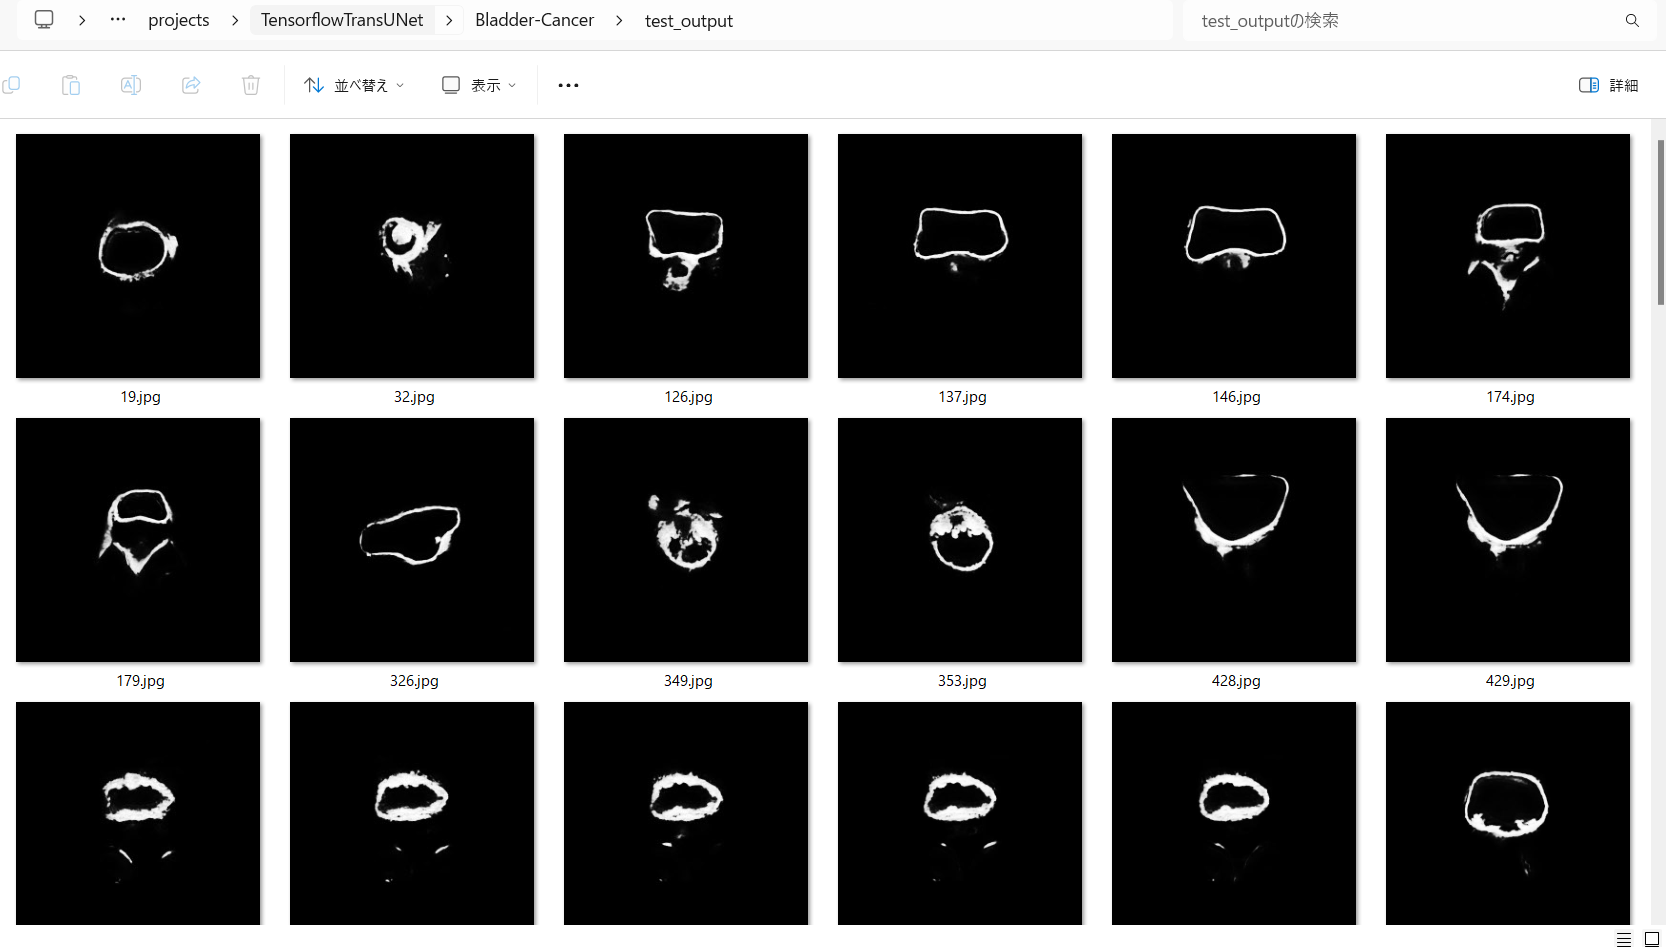 projects > TensorflowTransUNet > Bladder-Cancer > test_output
test_outputの検索
並べ替え
表示
詳細
19.jpg
32.jpg
126.jpg
137.jpg
146.jpg
174.jpg
179.jpg
326.jpg
349.jpg
353.jpg
428.jpg
429.jpg